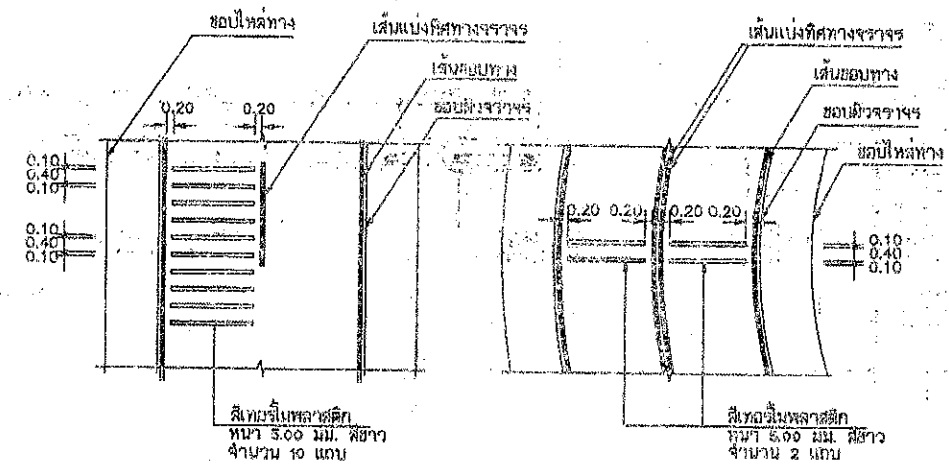 ขอบไหล่ทาง
เส้นแบ่งทิศทางจราจร
เส้นขอบทาง
ขอบผิวจราจร
0.20 0.20
0.10
0.40
0.10
0.10
0.40
0.10
สีเทอร์โมพลาสติก
หนา 5.00 มม. สีขาว
จำนวน 10 แถบ
เส้นแบ่งทิศทางจราจร
เส้นขอบทาง
ขอบผิวจราจร
ขอบไหล่ทาง
0.20 0.20 0.20 0.20
0.10
0.40
0.10
สีเทอร์โมพลาสติก
หนา 5.00 มม. สีขาว
จำนวน 2 แถบ